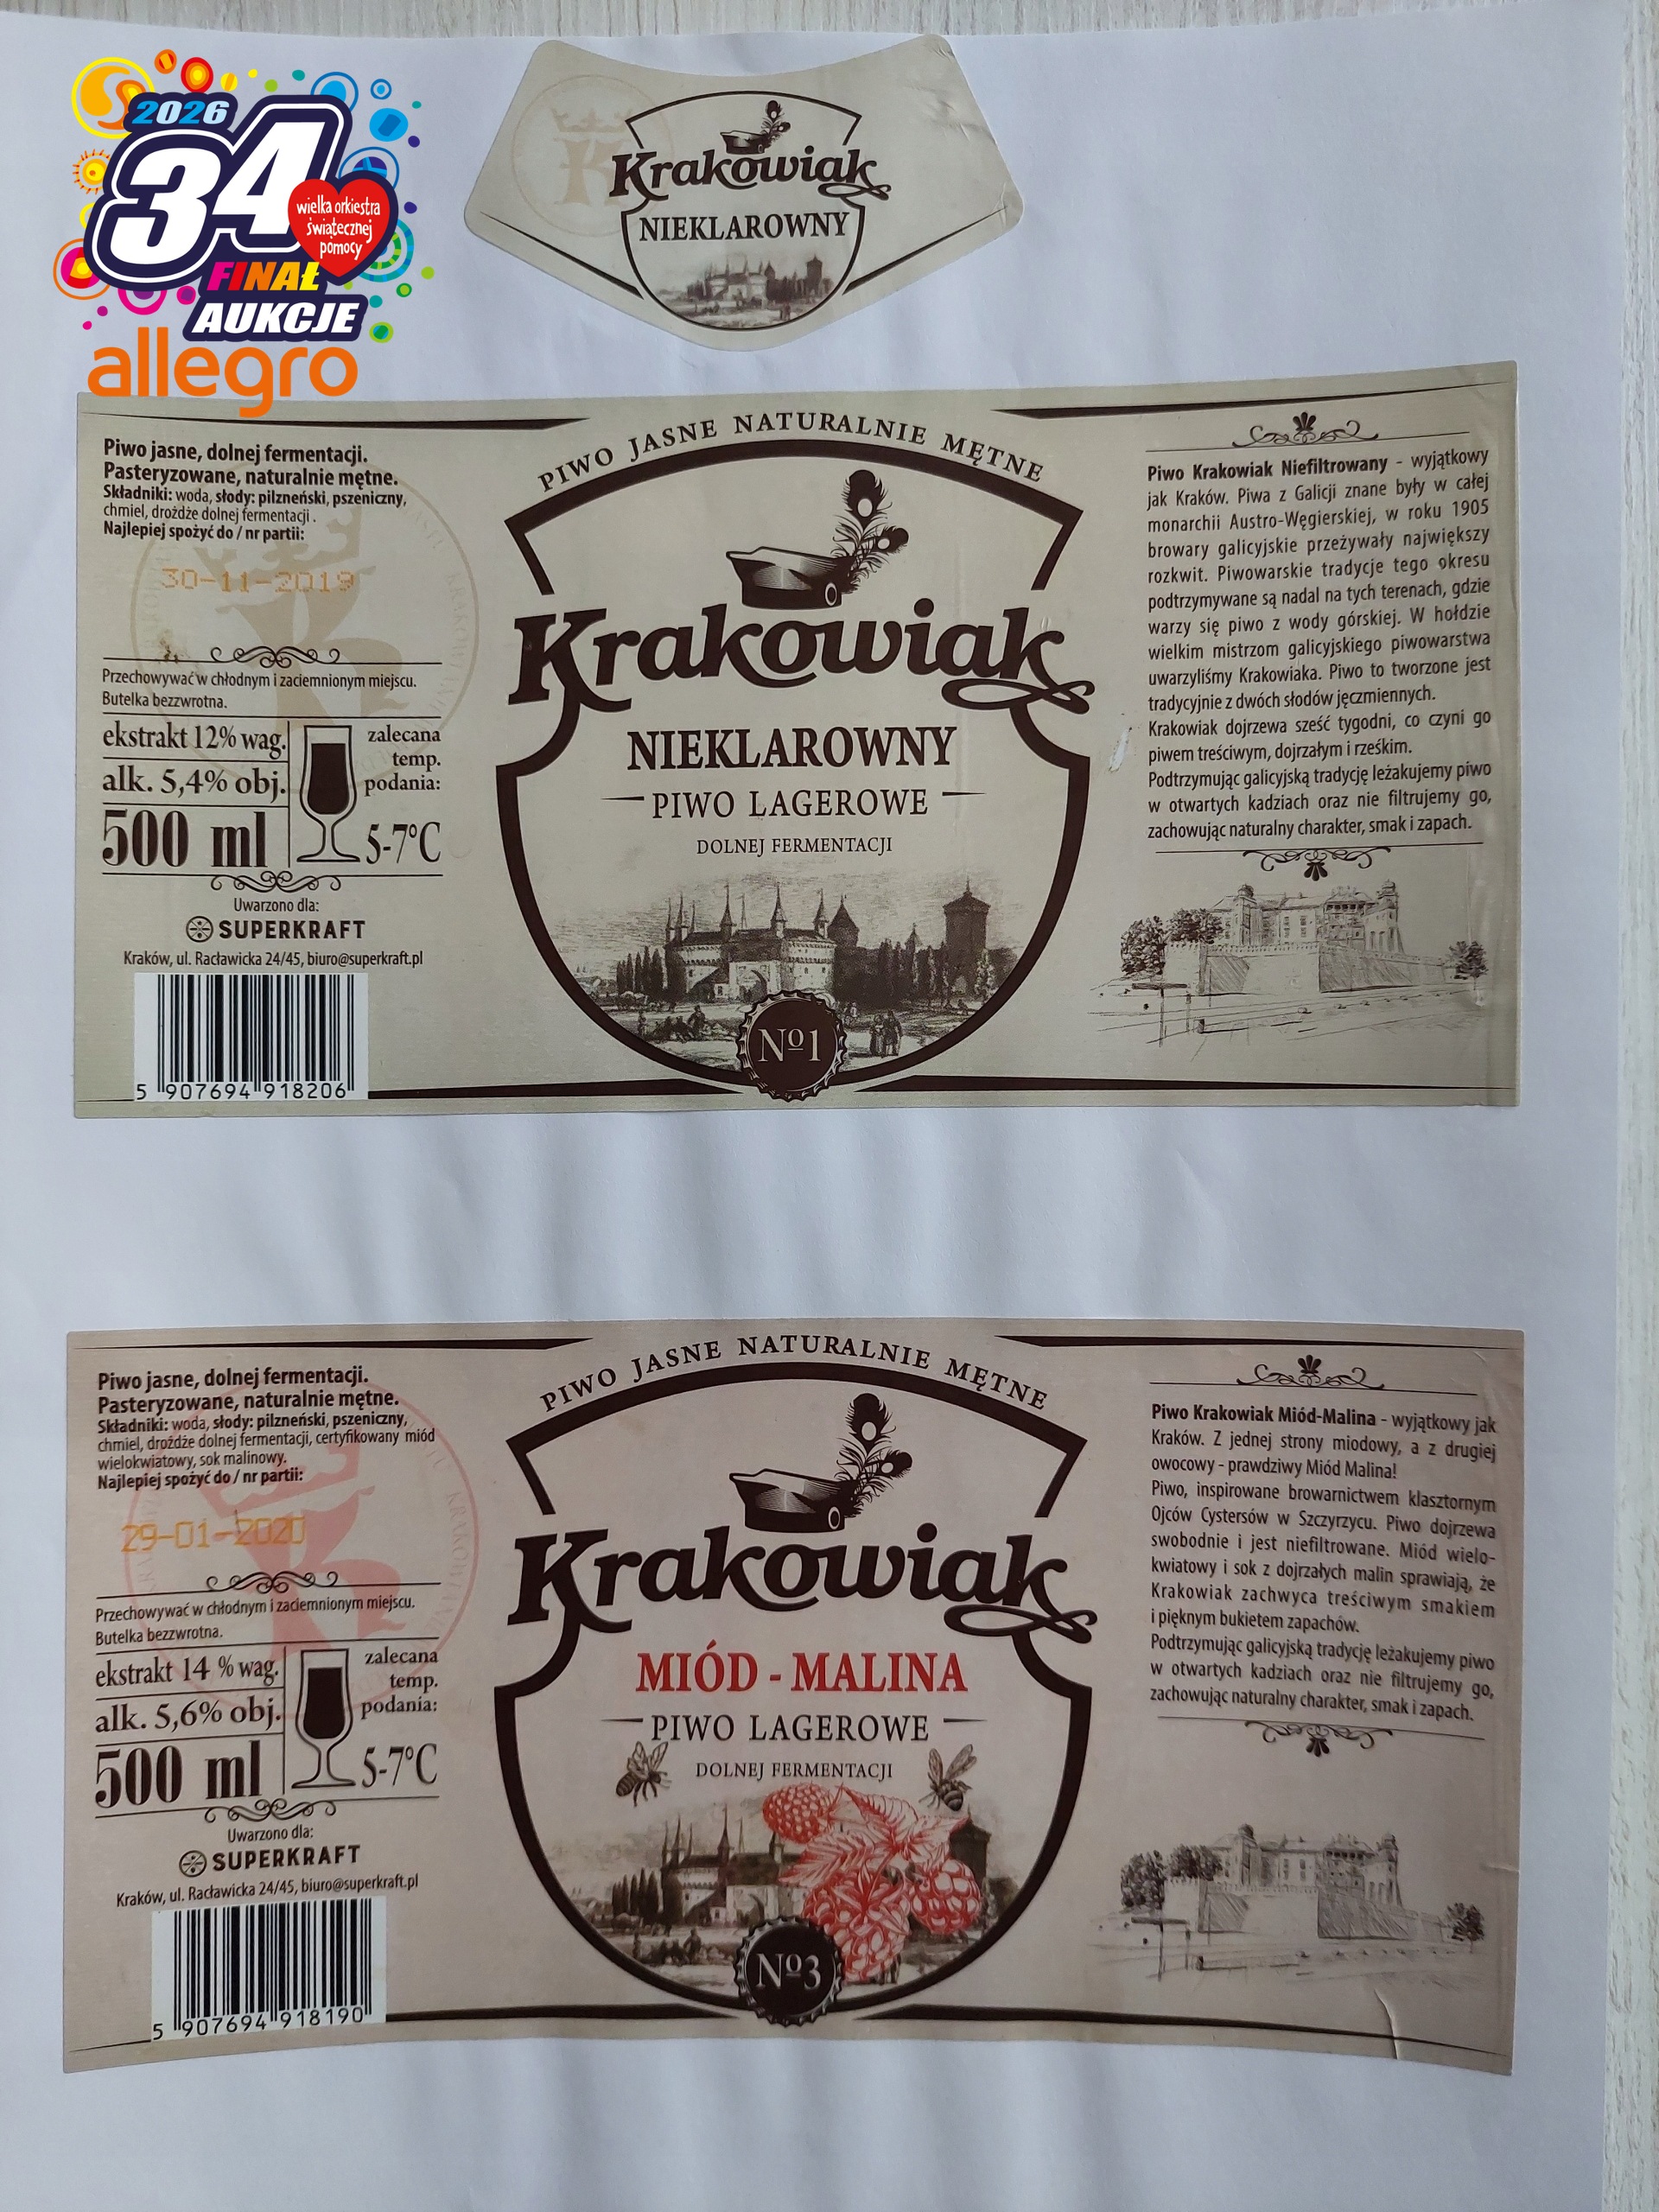 2026
34
wielka orkiestra
świątecznej
pomocy
FINAŁ
AUKCJE
allegro
Krakowiak
NIEKLAROWNY
PIWO JASNE NATURALNIE MĘTNE
Piwo jasne, dolnej fermentacji.
Pasteryzowane, naturalnie mętne.
Składniki: woda, słody: pilzneński, pszeniczny,
chmiel, drożdże dolnej fermentacji .
Najlepiej spożyć do / nr partii:
30-11-2019
Przechowywać w chłodnym i zaciemnionym miejscu.
Butelka bezzwrotna.
ekstrakt 12% wag.
alk. 5,4% obj.
500 ml
zalecana
temp.
podania:
5-7°C
Uwarzono dla:
SUPERKRAFT
Kraków, ul. Racławicka 24/45, biuro@superkraft.pl
5 907694 918206
Krakowiak
NIEKLAROWNY
PIWO LAGEROWE
DOLNEJ FERMENTACJI
Nº1
Piwo Krakowiak Niefiltrowany - wyjątkowy
jak Kraków. Piwa z Galicji znane były w całej
monarchii Austro-Węgierskiej, w roku 1905
browary galicyjskie przeżywały największy
rozkwit. Piwowarskie tradycje tego okresu
podtrzymywane są nadal na tych terenach, gdzie
warzy się piwo z wody górskiej. W hołdzie
wielkim mistrzom galicyjskiego piwowarstwa
uwarzyliśmy Krakowiaka. Piwo to tworzone jest
tradycyjnie z dwóch słodów jęczmiennych.
Krakowiak dojrzewa sześć tygodni, co czyni go
piwem treściwym, dojrzałym i rześkim.
Podtrzymując galicyjską tradycję leżakujemy piwo
w otwartych kadziach oraz nie filtrujemy go,
zachowując naturalny charakter, smak i zapach.
PIWO JASNE NATURALNIE MĘTNE
Piwo jasne, dolnej fermentacji.
Pasteryzowane, naturalnie mętne.
Składniki: woda, słody: pilzneński, pszeniczny,
chmiel, drożdże dolnej fermentacji, certyfikowany miód
wielokwiatowy, sok malinowy.
Najlepiej spożyć do / nr partii:
29-01-2020
Przechowywać w chłodnym i zaciemnionym miejscu.
Butelka bezzwrotna.
ekstrakt 14 % wag.
alk. 5,6% obj.
500 ml
zalecana
temp.
podania:
5-7°C
Uwarzono dla:
SUPERKRAFT
Kraków, ul. Racławicka 24/45, biuro@superkraft.pl
5 907694 918190
Krakowiak
MIÓD - MALINA
PIWO LAGEROWE
DOLNEJ FERMENTACJI
Nº3
Piwo Krakowiak Miód-Malina - wyjątkowy jak
Kraków. Z jednej strony miodowy, a z drugiej
owocowy - prawdziwy Miód Malina!
Piwo, inspirowane browarnictwem klasztornym
Ojców Cystersów w Szczyrzycu. Piwo dojrzewa
swobodnie i jest niefiltrowane. Miód wielo-
kwiatowy i sok z dojrzałych malin sprawiają, że
Krakowiak zachwyca treściwym smakiem
i pięknym bukietem zapachów.
Podtrzymując galicyjską tradycję leżakujemy piwo
w otwartych kadziach oraz nie filtrujemy go,
zachowując naturalny charakter, smak i zapach.